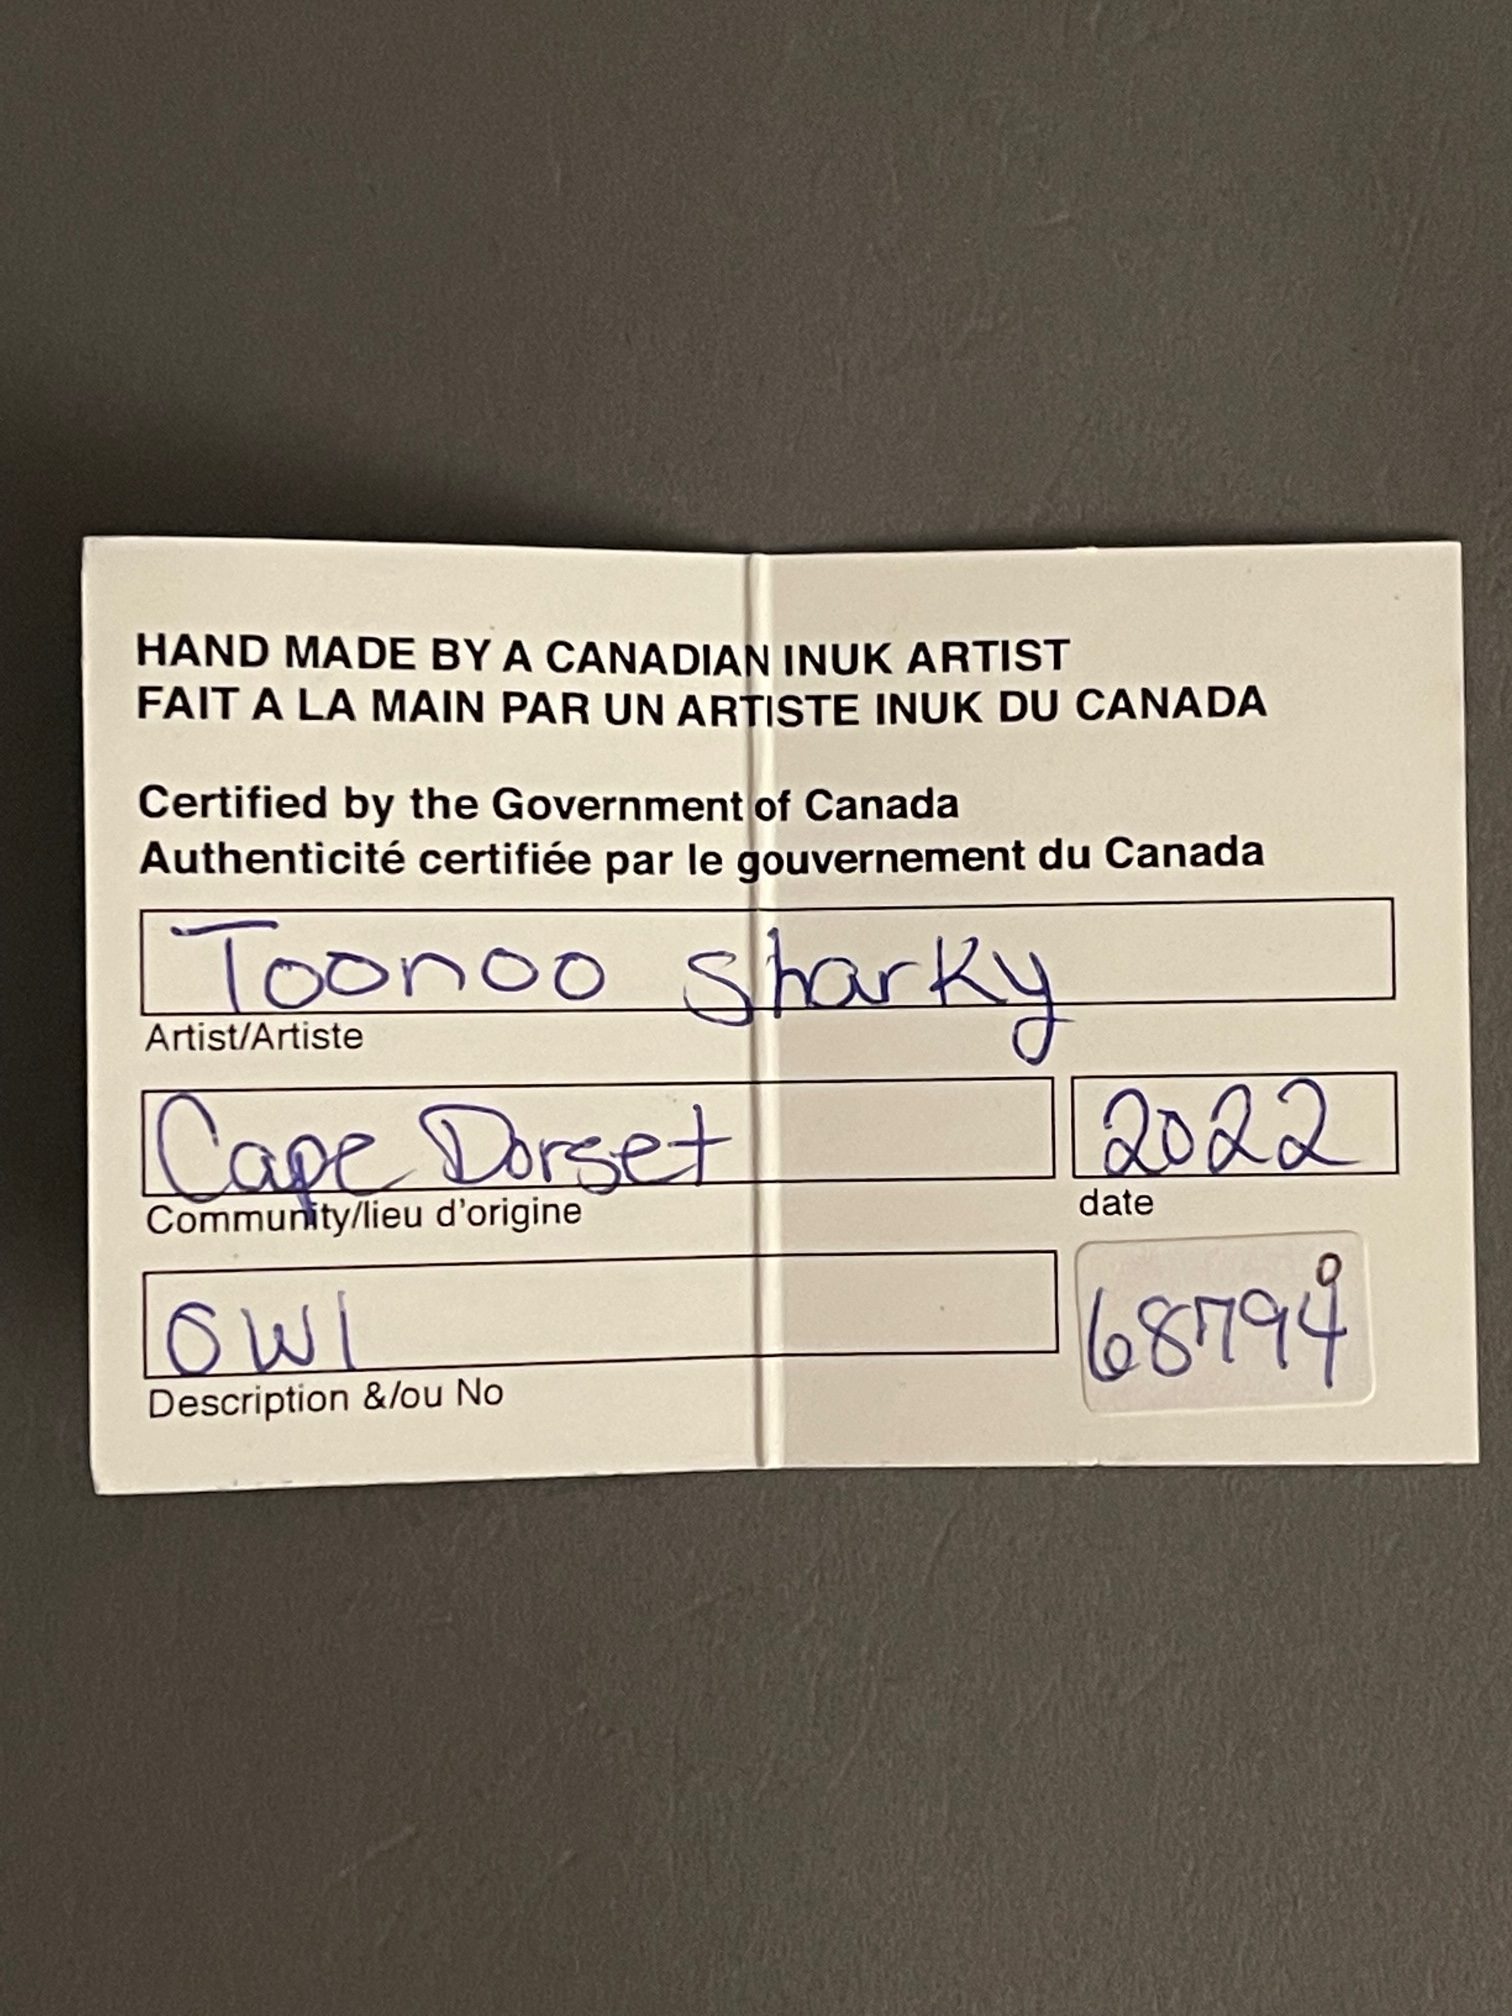 HAND MADE BY A CANADIAN INUK ARTIST
FAIT A LA MAIN PAR UN ARTISTE INUK DU CANADA
Certified by the Government of Canada
Authenticité certifiée par le gouvernement du Canada
Toonoo Sharky
Artist/Artiste
Cape Dorset 2022
Community/lieu d'origine date
OWl
Description &/ou No